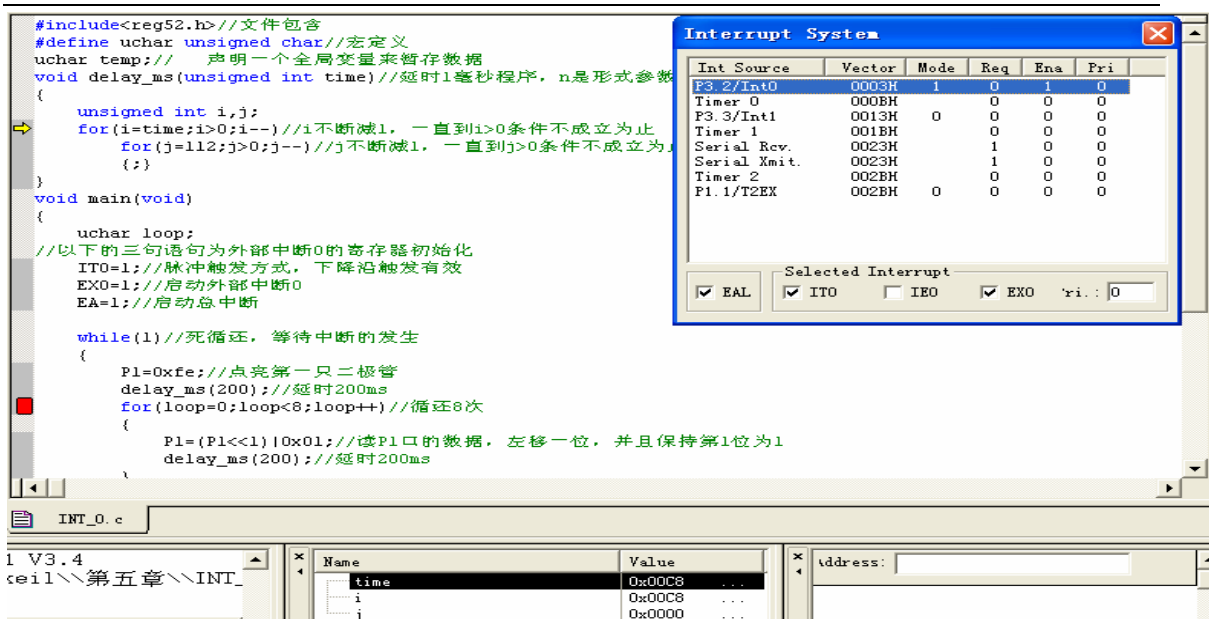 #include<reg52.h>//文件包含
#define uchar unsigned char//宏定义
uchar temp;// 声明一个全局变量来暂存数据
void delay_ms(unsigned int time)//延时1毫秒程序，n是形式参数
{
unsigned int i,j;
for(i=time;i>0;i--)//i不断减1，一直到i>0条件不成立为止
for(j=112;j>0;j--)//j不断减1，一直到j>0条件不成立为
{;}
}
void main(void)
{
uchar loop;
//以下的三句语句为外部中断0的寄存器初始化
IT0=1;//脉冲触发方式，下降沿触发有效
EX0=1;//启动外部中断0
EA=1;//启动总中断
while(1)//死循环，等待中断的发生
{
P1=0xfe;//点亮第一只二极管
delay_ms(200);//延时200ms
for(loop=0;loop<8;loop++)//循环8次
{
P1=(P1<<1)|0x01;//读P1口的数据，左移一位，并且保持第1位为1
delay_ms(200);//延时200ms
}
Interrupt System
Int Source Vector Mode Req Ena Pri
P3.2/Int0 0003H 1 0 1 0
Timer 0 000BH 0 0 0
P3.3/Int1 0013H 0 0 0 0
Timer 1 001BH 0 0 0
Serial Rcv. 0023H 1 0 0
Serial Xmit. 0023H 1 0 0
Timer 2 002BH 0 0 0
P1.1/T2EX 002BH 0 0 0 0
Selected Interrupt
EAL IT0 IE0 EX0 'ri.: 0
INT_0.c
1 V3.4
keil\\第五章\\INT_
Name Value
time 0x00C8 ...
i 0x00C8 ...
j 0x0000 ...
ddress: